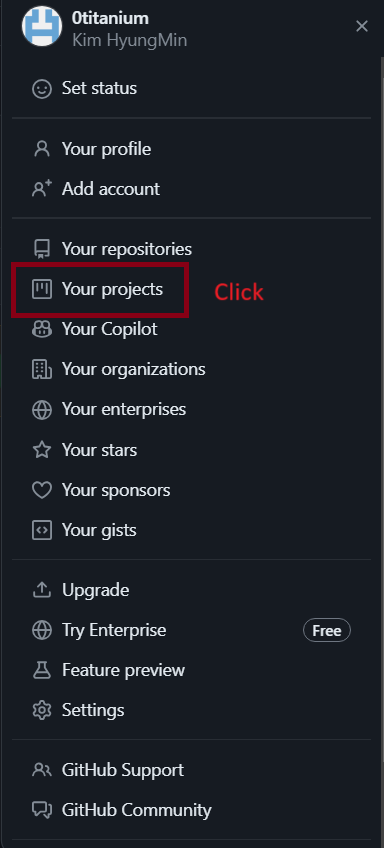 0titanium
Kim HyungMin
Set status
Your profile
Add account
Your repositories
Your projects
Click
Your Copilot
Your organizations
Your enterprises
Your stars
Your sponsors
Your gists
Upgrade
Try Enterprise Free
Feature preview
Settings
GitHub Support
GitHub Community